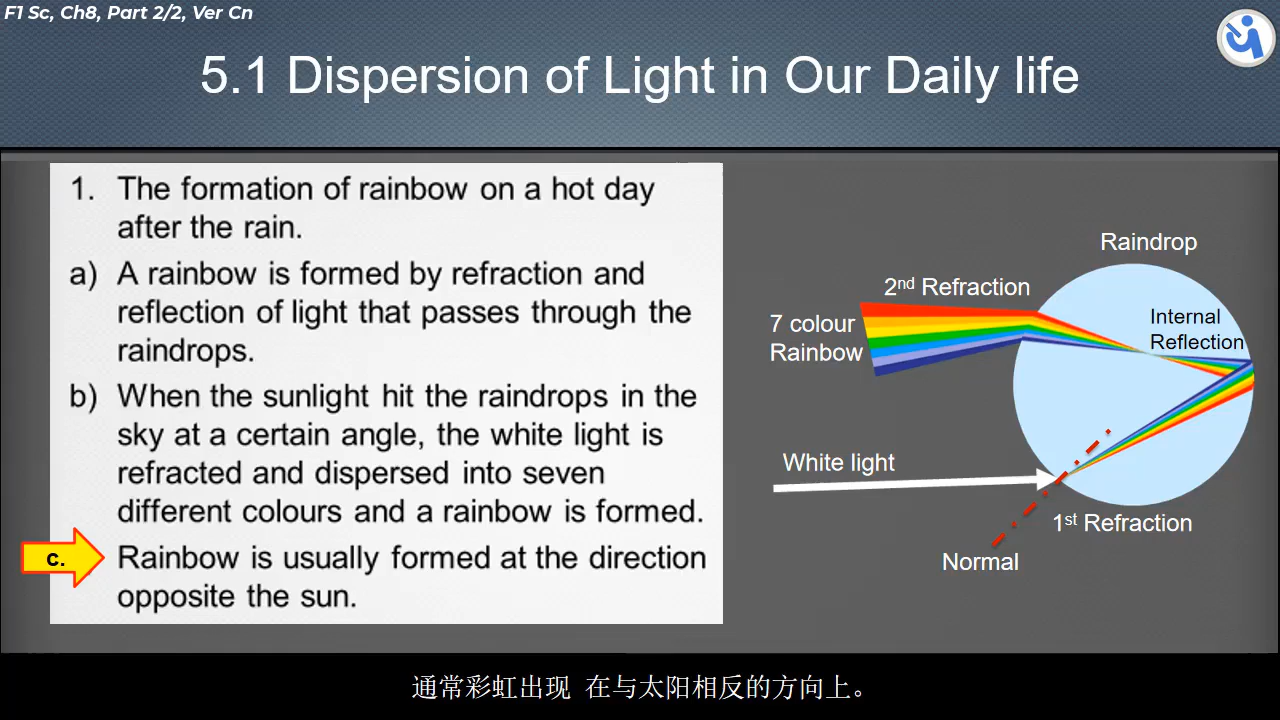 F1 Sc, Ch8, Part 2/2, Ver Cn
5.1 Dispersion of Light in Our Daily life
1. The formation of rainbow on a hot day
after the rain.
a) A rainbow is formed by refraction and
reflection of light that passes through the
raindrops.
b) When the sunlight hit the raindrops in the
sky at a certain angle, the white light is
refracted and dispersed into seven
different colours and a rainbow is formed.
c. Rainbow is usually formed at the direction
opposite the sun.
Raindrop
2nd Refraction
7 colour
Rainbow
Internal
Reflection
White light
1st Refraction
Normal
通常彩虹出现 在与太阳相反的方向上。